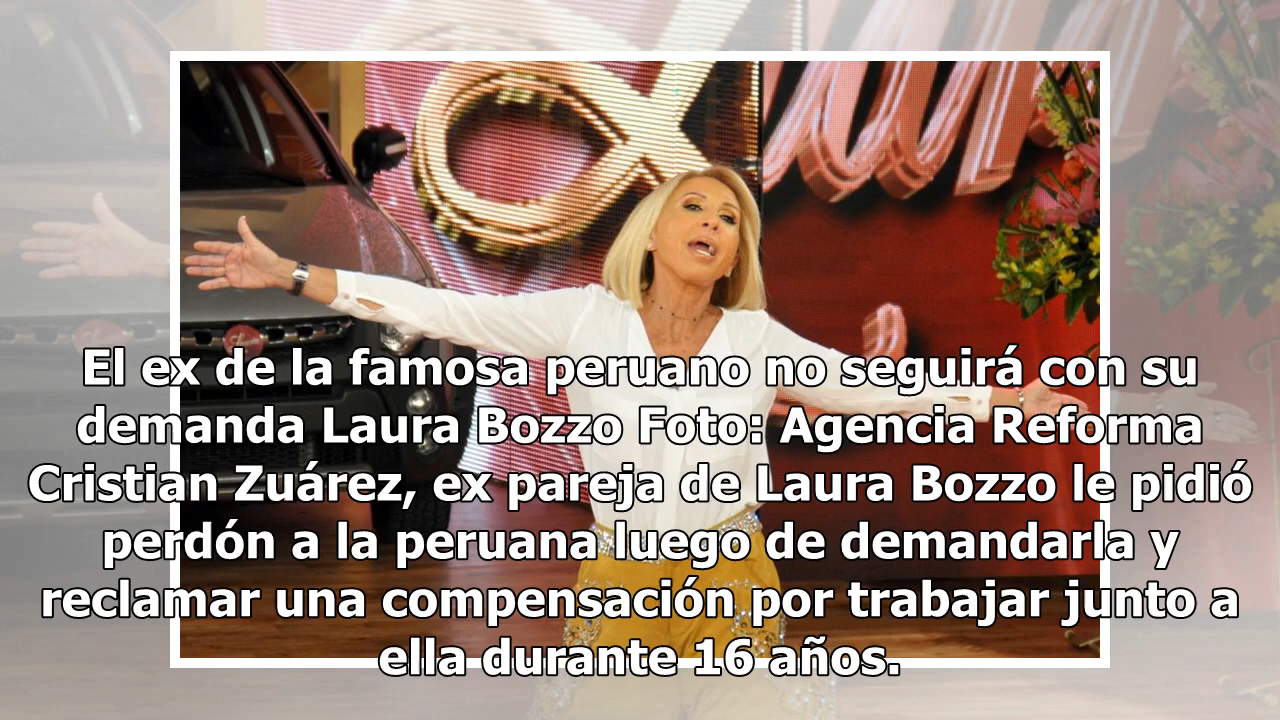 El ex de la famosa peruano no seguirá con su
demanda Laura Bozzo Foto: Agencia Reforma
Cristian Zuárez, ex pareja de Laura Bozzo le pidió
perdón a la peruana luego de demandarla y
reclamar una compensación por trabajar junto a
ella durante 16 años.